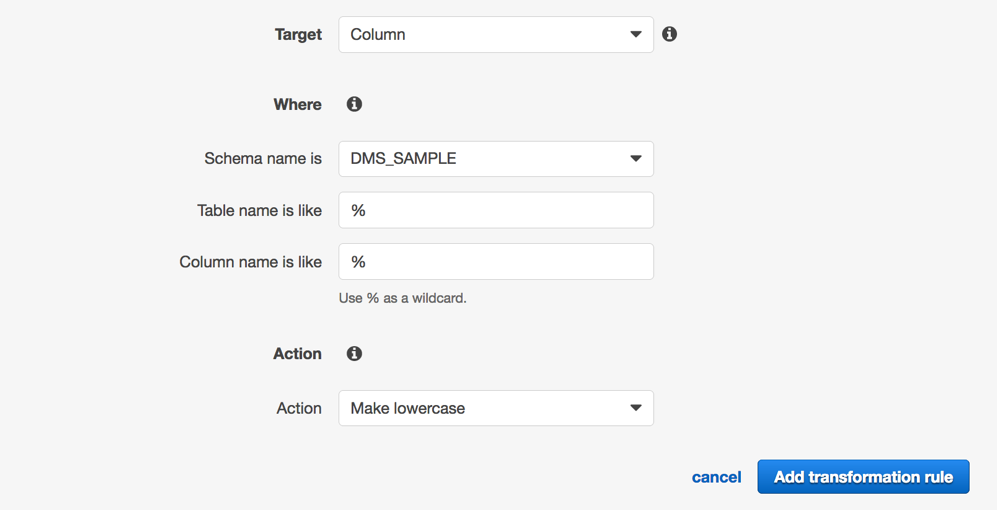 Target Column
Where
Schema name is DMS_SAMPLE
Table name is like %
Column name is like %
Use % as a wildcard.
Action
Action Make lowercase
cancel Add transformation rule